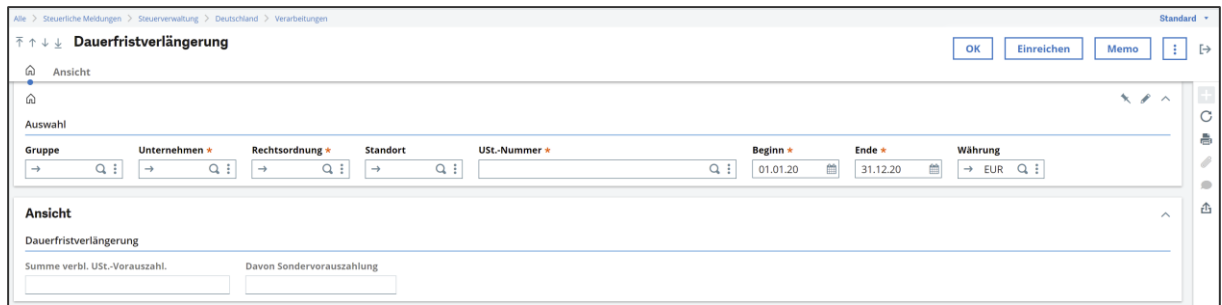 Alle > Steuerliche Meldungen > Steuerverwaltung > Deutschland > Verarbeitungen
Standard
Dauerfristverlängerung
OK Einreichen Memo
Ansicht
Auswahl
Gruppe Unternehmen * Rechtsordnung * Standort USt.-Nummer * Beginn * Ende * Währung
01.01.20 31.12.20 EUR
Ansicht
Dauerfristverlängerung
Summe verbl. USt.-Vorauszahl. Davon Sondervorauszahlung